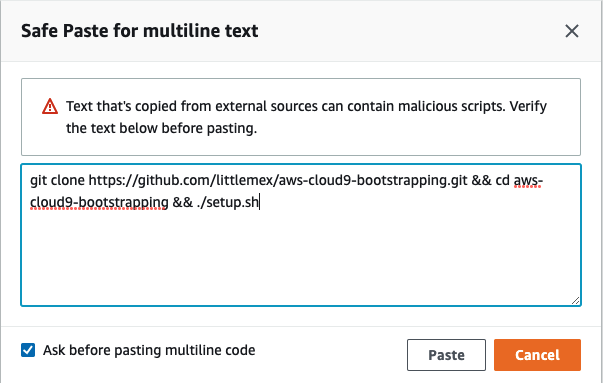 Safe Paste for multiline text
Text that's copied from external sources can contain malicious scripts. Verify
the text below before pasting.
git clone https://github.com/littlemex/aws-cloud9-bootstrapping.git && cd aws-
cloud9-bootstrapping && ./setup.sh
Ask before pasting multiline code
Paste
Cancel